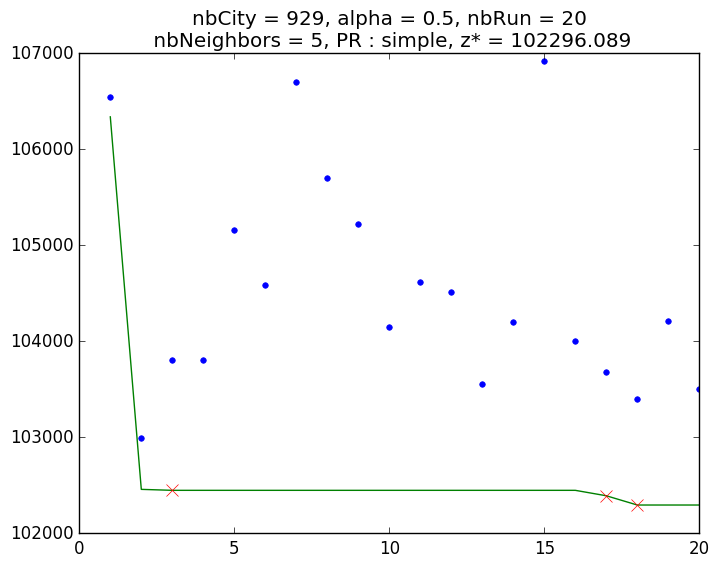 nbCity = 929, alpha = 0.5, nbRun = 20
nbNeighbors = 5, PR : simple, z* = 102296.089
107000
106000
105000
104000
103000
102000
0 5 10 15 20